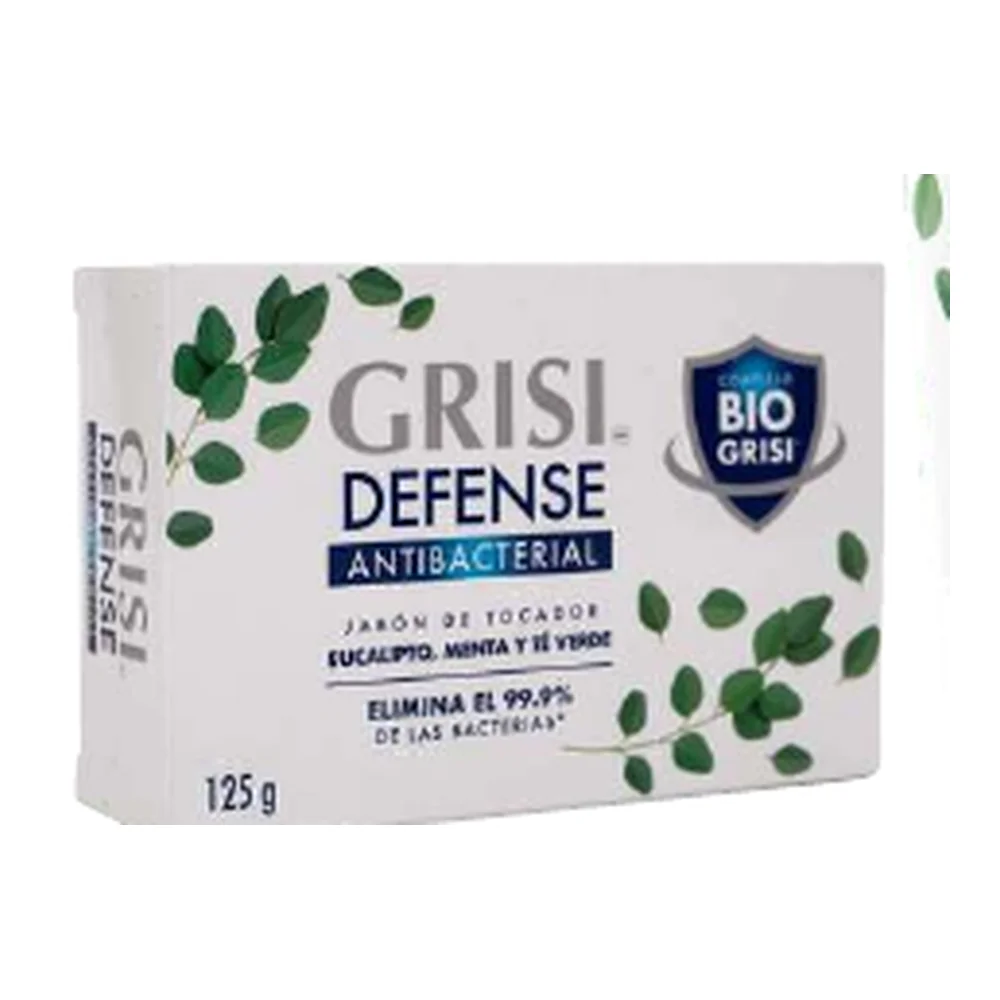 GRISI
DEFENSE
ANTIBACTERIAL
JABÓN DE TOCADOR
EUCALIPTO, MENTA Y TÉ VERDE
ELIMINA EL 99.9%
DE LAS BACTERIAS*
125 g
COMPLEJO
BIO
GRISI
GRISI
DEFENSE